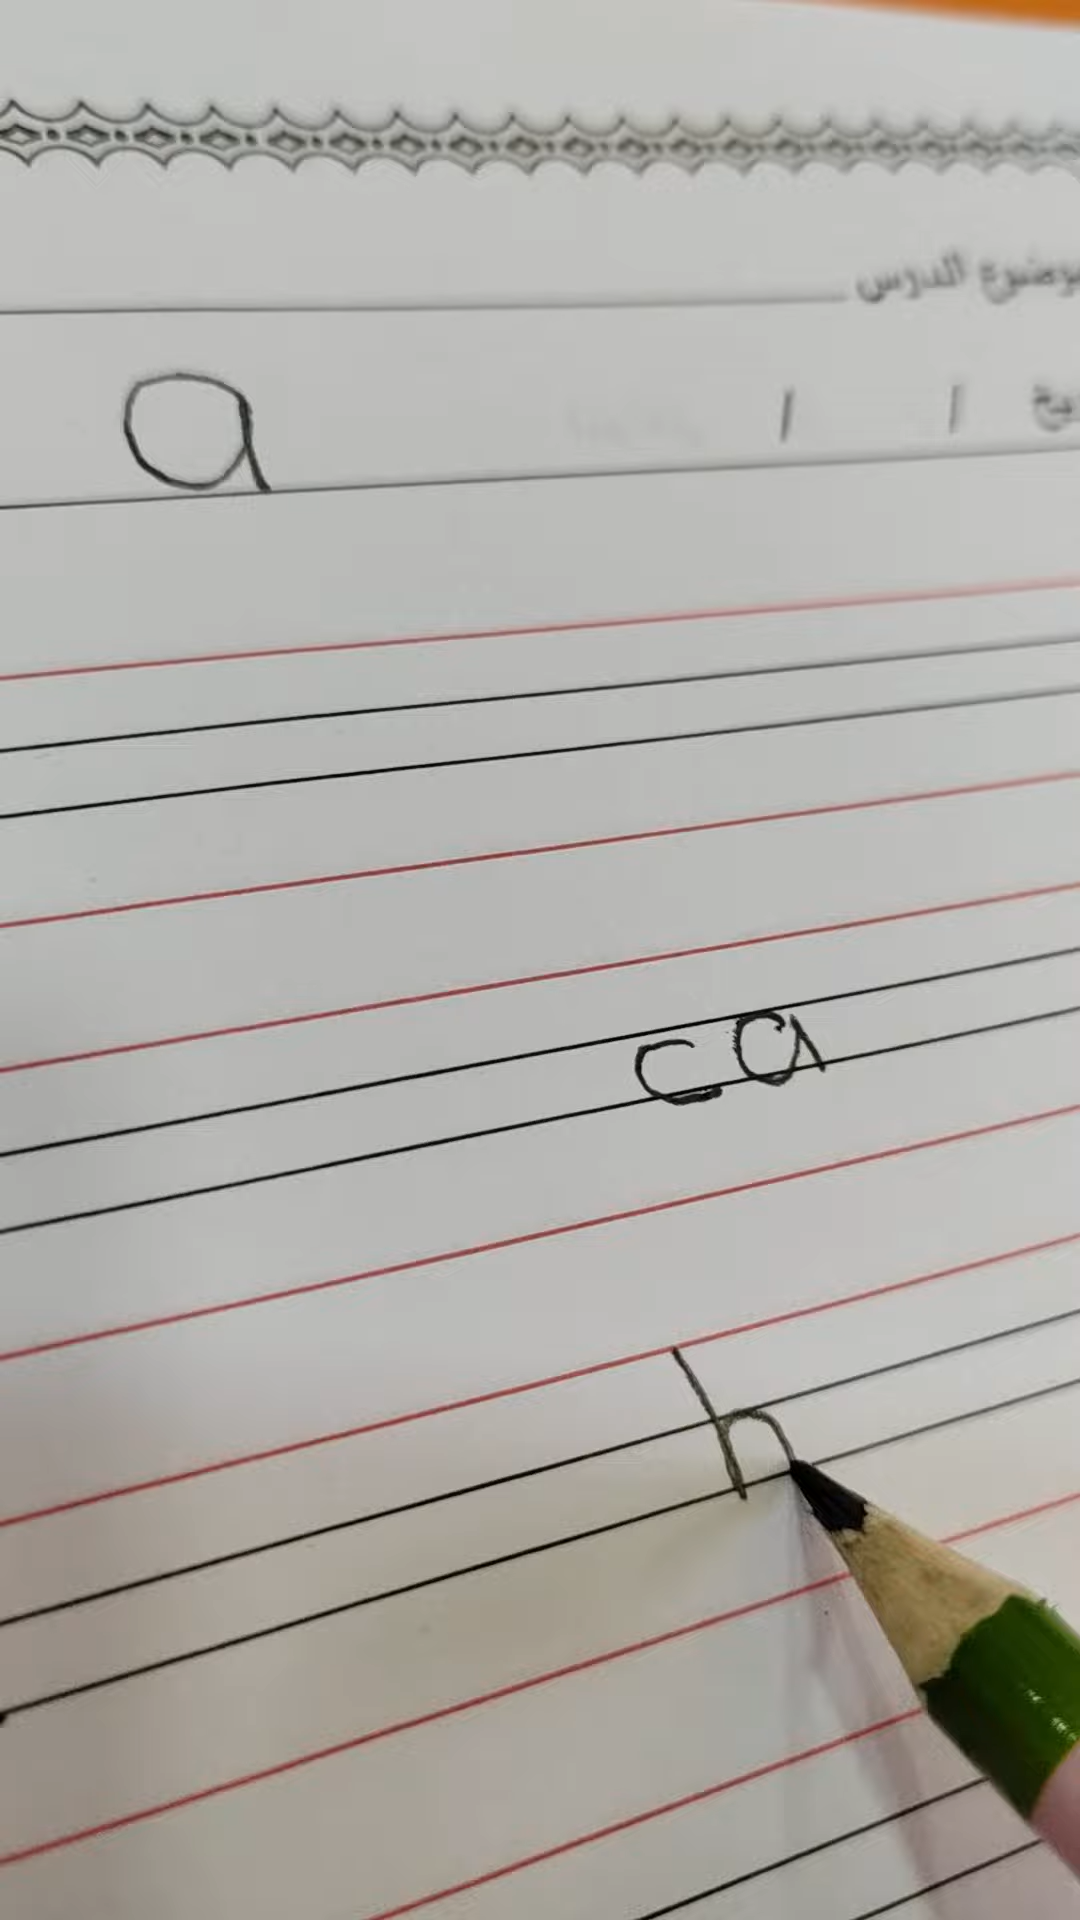 موضوع الدرس
a / /
ca
h